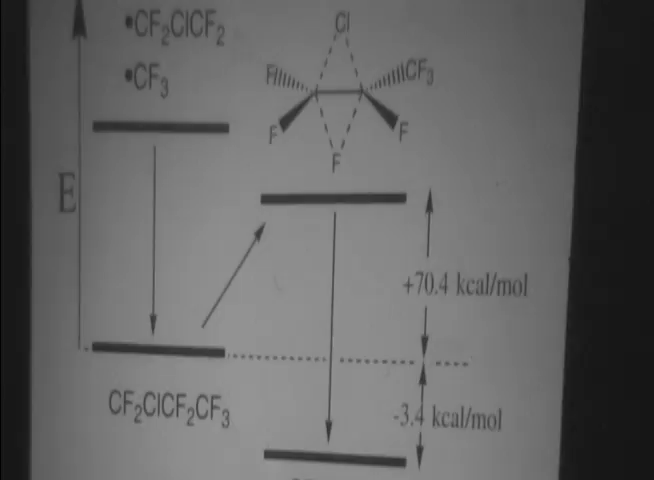 •CF₂ClCF₂
•CF₃
Cl
F
CF₃
F
F
F
E
+70.4 kcal/mol
CF₂ClCF₂CF₃
-3.4 kcal/mol